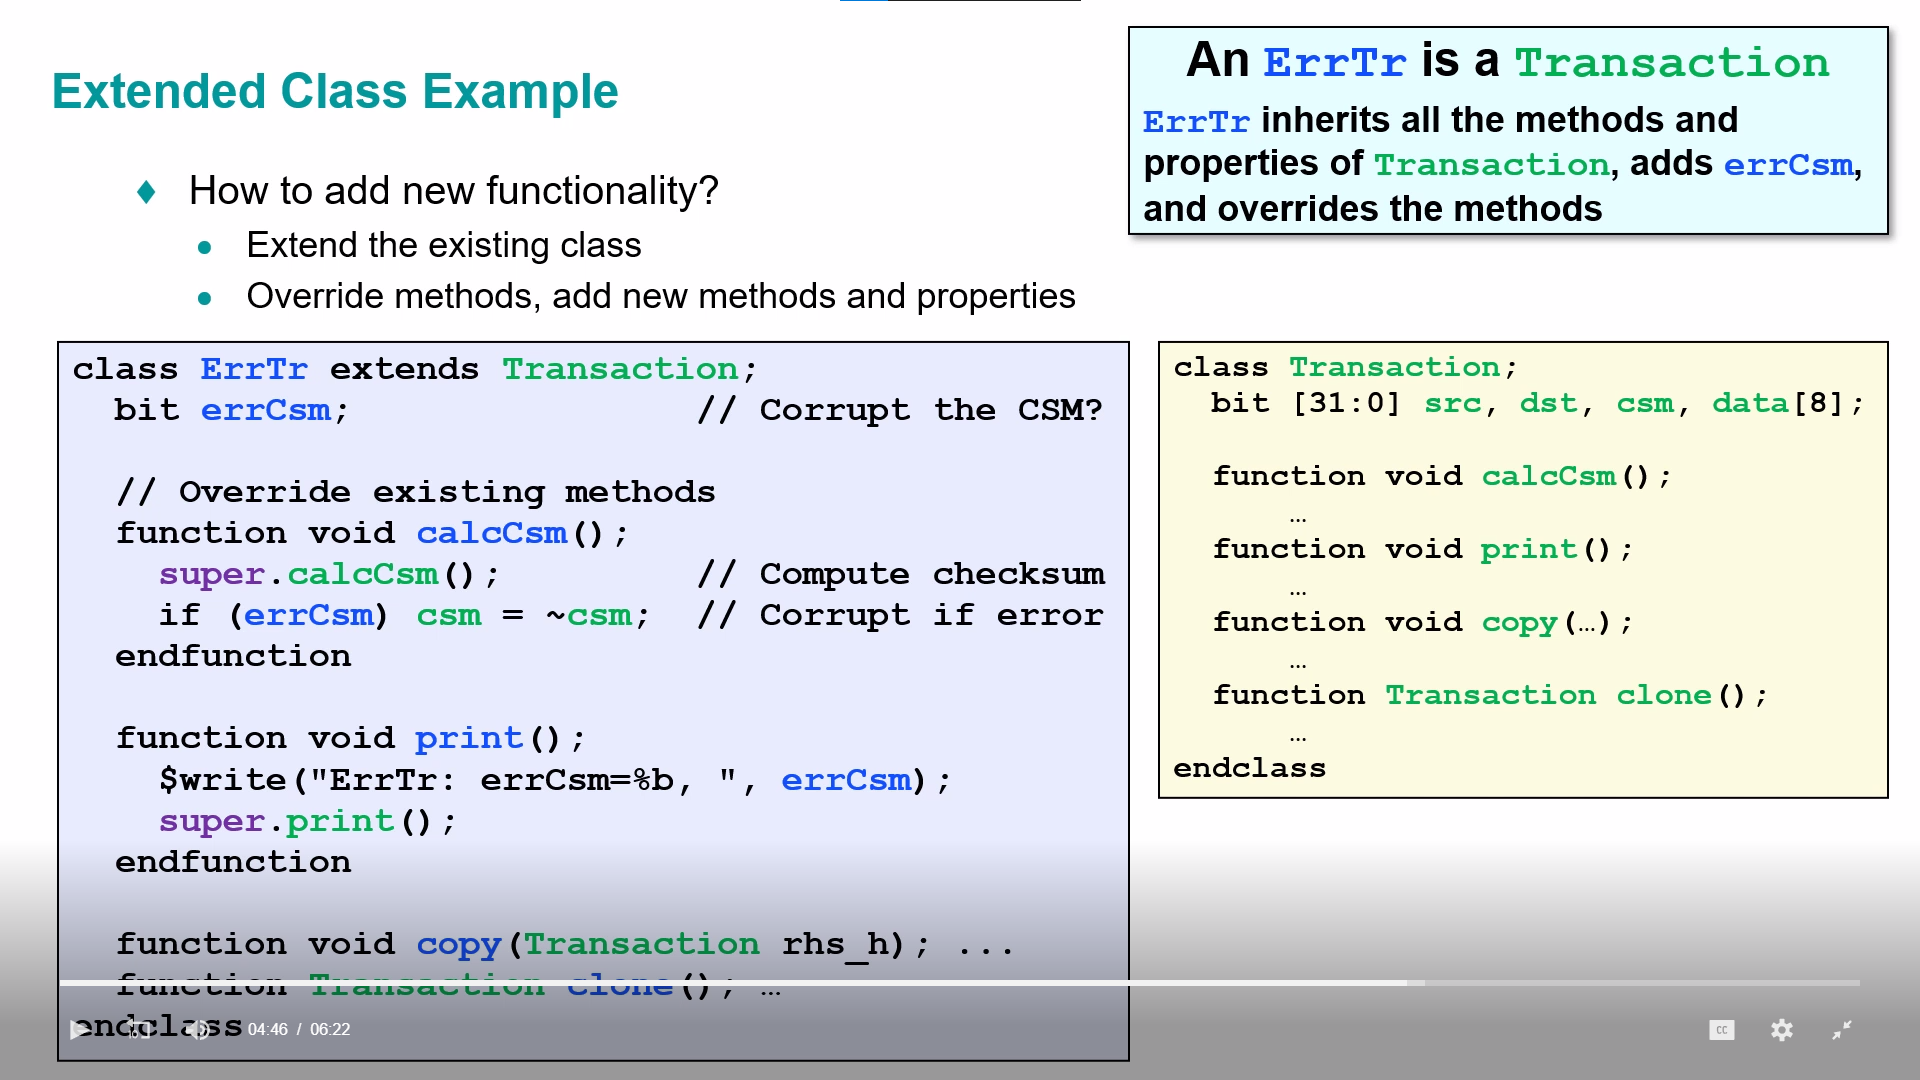 Extended Class Example
An ErrTr is a Transaction
ErrTr inherits all the methods and
properties of Transaction, adds errCsm,
and overrides the methods
How to add new functionality?
Extend the existing class
Override methods, add new methods and properties
class ErrTr extends Transaction;
  bit errCsm;                // Corrupt the CSM?
  // Override existing methods
  function void calcCsm();
    super.calcCsm();         // Compute checksum
    if (errCsm) csm = ~csm;  // Corrupt if error
  endfunction
  function void print();
    $write("ErrTr: errCsm=%b, ", errCsm);
    super.print();
  endfunction
  function void copy(Transaction rhs_h); ...
  function Transaction clone(); …
endclass
class Transaction;
  bit [31:0] src, dst, csm, data[8];
  function void calcCsm();
      …
  function void print();
      …
  function void copy(…);
      …
  function Transaction clone();
      …
endclass
10
04:46 / 06:22
CC